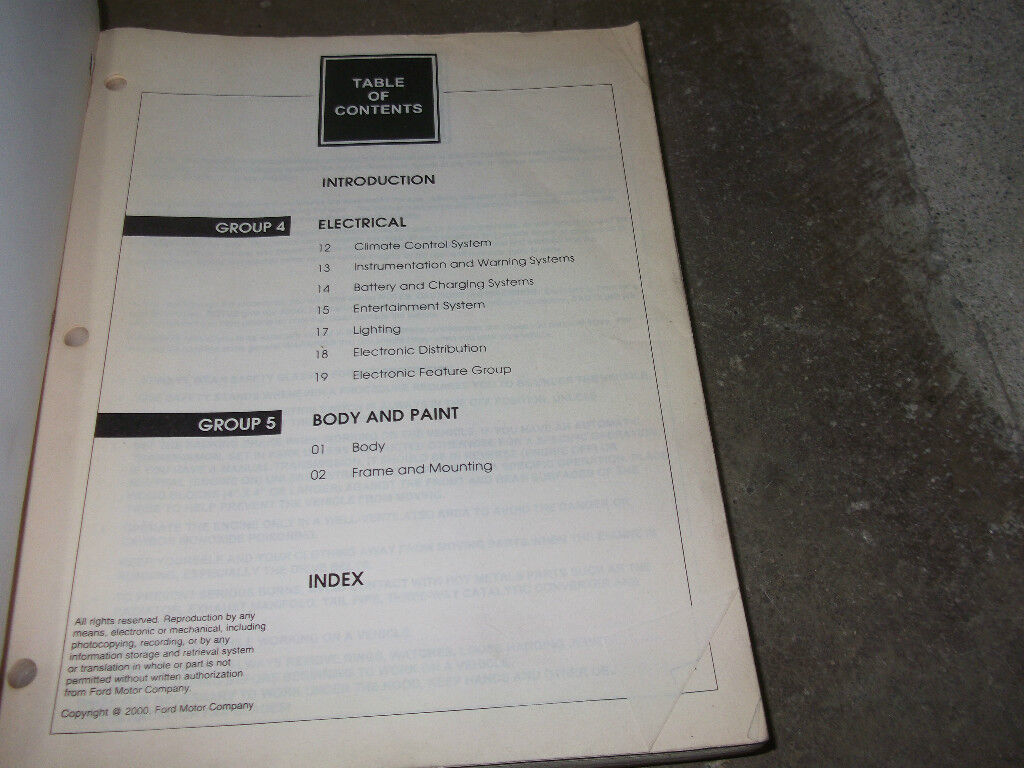 TABLE
OF
CONTENTS
INTRODUCTION
GROUP 4 ELECTRICAL
12 Climate Control System
13 Instrumentation and Warning Systems
14 Battery and Charging Systems
15 Entertainment System
17 Lighting
18 Electronic Distribution
19 Electronic Feature Group
GROUP 5 BODY AND PAINT
01 Body
02 Frame and Mounting
INDEX
All rights reserved. Reproduction by any
means, electronic or mechanical, including
photocopying, recording, or by any
information storage and retrieval system
or translation in whole or part is not
permitted without written authorization
from Ford Motor Company.
Copyright @ 2000, Ford Motor Company